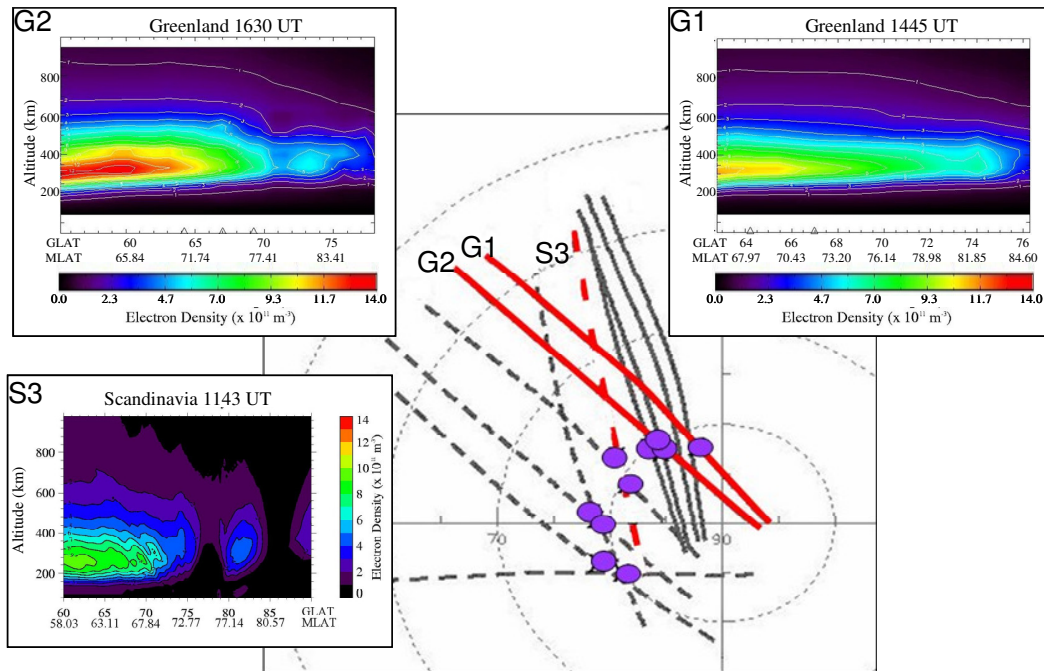 G2
Greenland 1630 UT
Altitude (km)
800
600
400
200
60 65 70 75
GLAT
MLAT 65.84 71.74 77.41 83.41
0.0 2.3 4.7 7.0 9.3 11.7 14.0
Electron Density (x 10¹¹ m⁻³)
G1
Greenland 1445 UT
Altitude (km)
800
600
400
200
GLAT 64 66 68 70 72 74 76
MLAT 67.97 70.43 73.20 76.14 78.98 81.85 84.60
0.0 2.3 4.7 7.0 9.3 11.7 14.0
Electron Density (x 10¹¹ m⁻³)
G2
G1
S3
70
90
S3
Scandinavia 1143 UT
Altitude (km)
800
600
400
200
60 65 70 75 80 85 GLAT
58.03 63.11 67.84 72.77 77.14 80.57 MLAT
14
12
10
8
6
4
2
0
Electron Density (x 10¹¹ m⁻³)